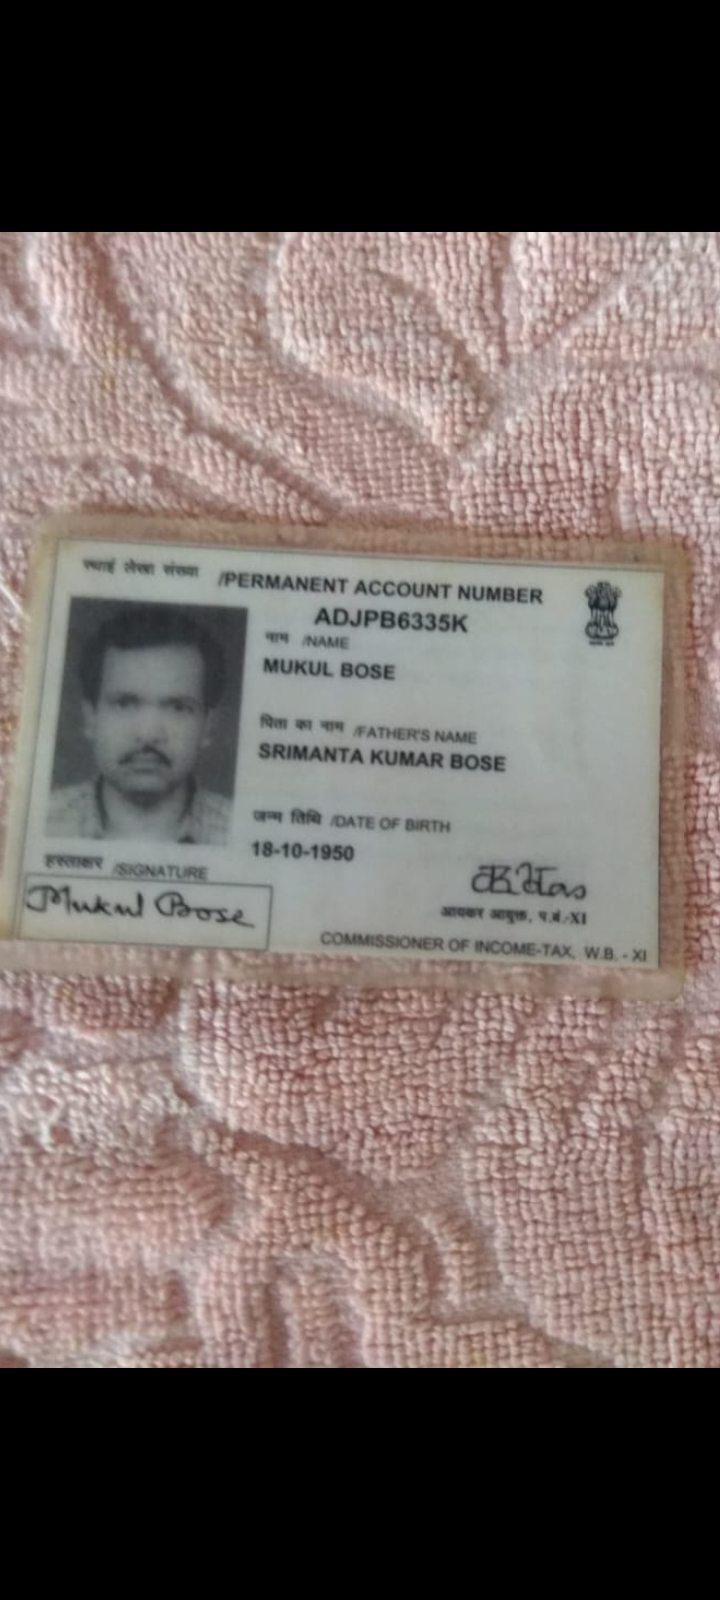 स्थाई लेखा संख्या /PERMANENT ACCOUNT NUMBER
ADJPB6335K
नाम /NAME
MUKUL BOSE
पिता का नाम /FATHER'S NAME
SRIMANTA KUMAR BOSE
जन्म तिथि /DATE OF BIRTH
18-10-1950
हस्ताक्षर /SIGNATURE
Mukul Bose
आयकर आयुक्त, प.बं.-XI
COMMISSIONER OF INCOME-TAX, W.B. - XI